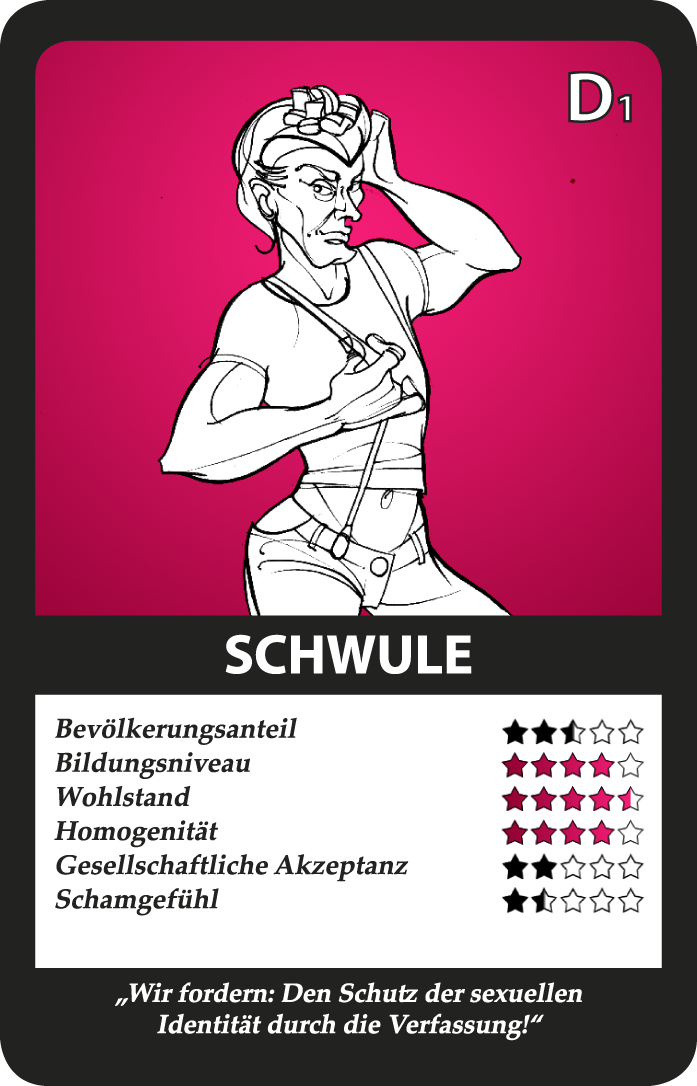 D1
SCHWULE
Bevölkerungsanteil
Bildungsniveau
Wohlstand
Homogenität
Gesellschaftliche Akzeptanz
Schamgefühl
„Wir fordern: Den Schutz der sexuellen
Identität durch die Verfassung!“